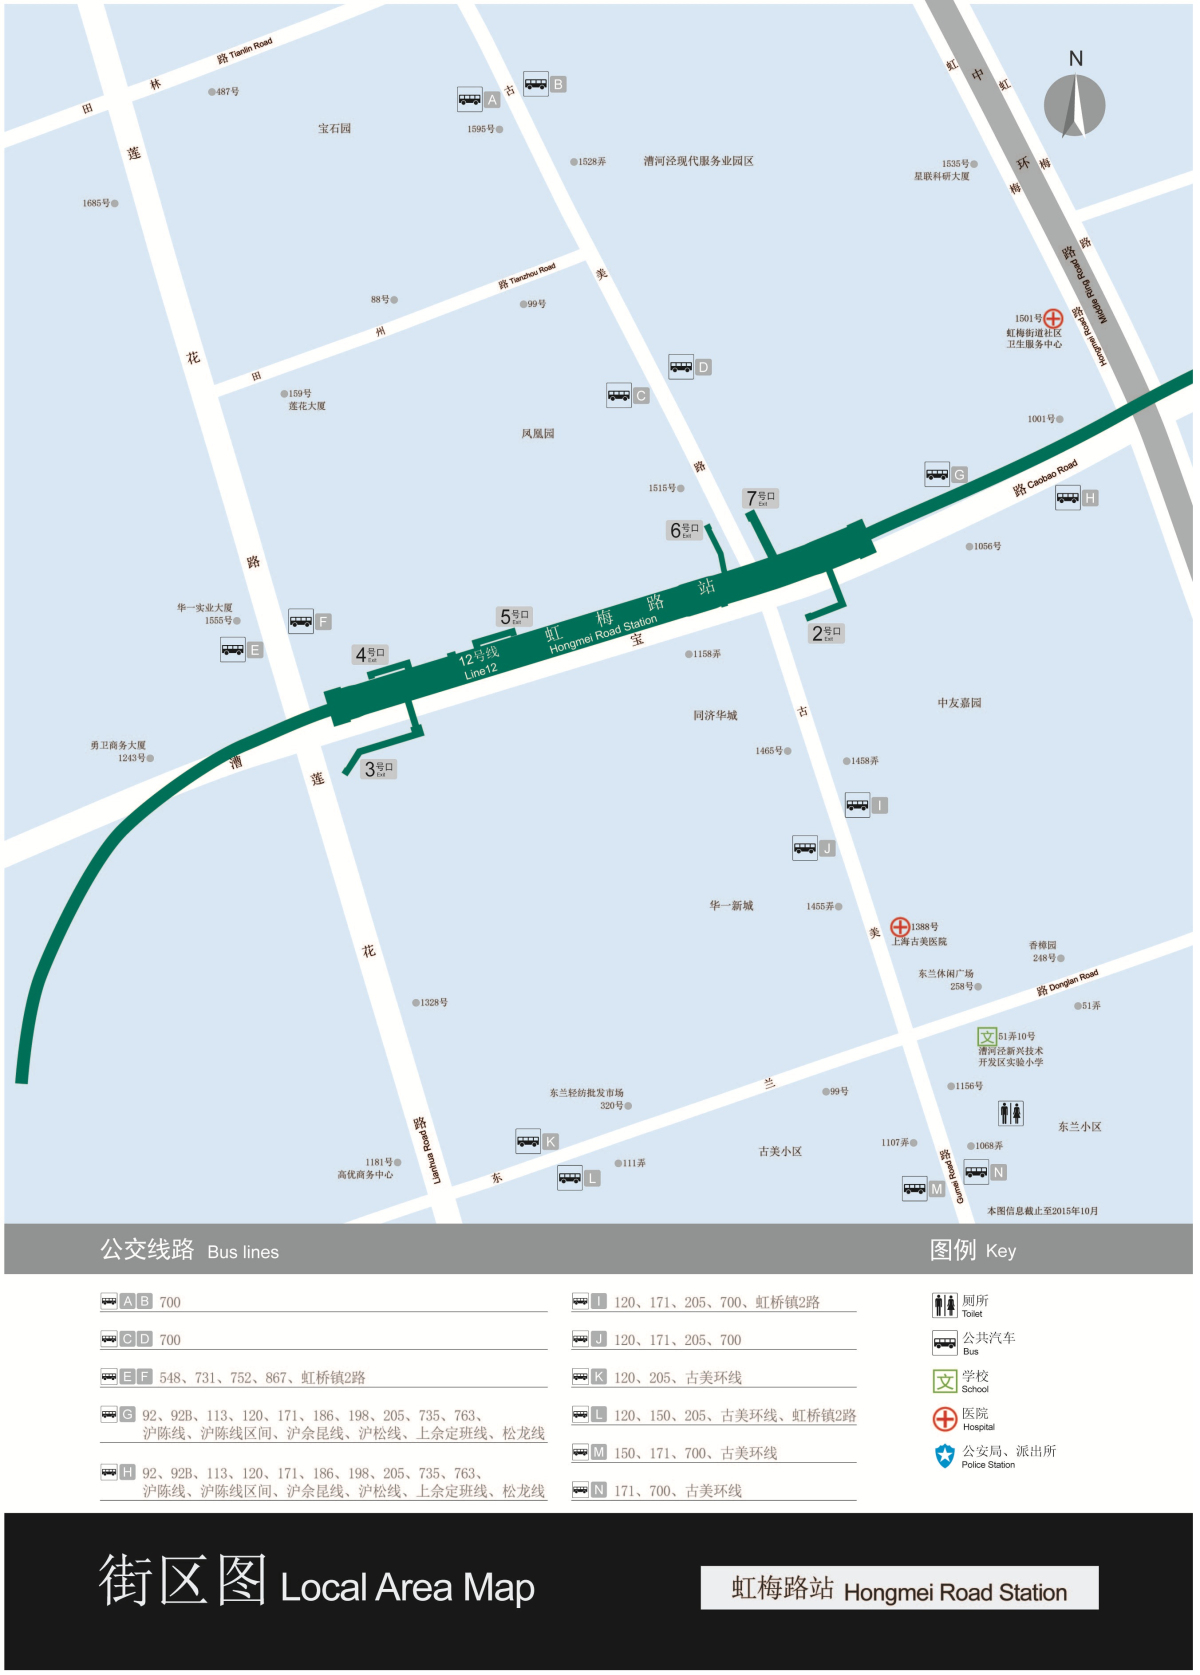 路 Tianlin Road
林
田
487号
莲
宝石园
1685号
A
B
古
1595号
1528弄
漕河泾现代服务业园区
虹
中
虹
N
1535号
星联科研大厦
环
梅
梅
路
路
Middle Ring Road
路
Hongmei Road
1501号
虹梅街道社区
卫生服务中心
路 Tianzhou Road
美
88号
99号
州
田
花
159号
莲花大厦
D
C
凤凰园
1001号
路
1515号
G
路 Caobao Road
H
7号口
Exit
6号口
Exit
1056号
路
站
路
梅
虹
Hongmei Road Station
12号线
Line12
5号口
Exit
4号口
Exit
2号口
Exit
3号口
Exit
宝
华一实业大厦
1555号
F
E
1158弄
同济华城
古
中友嘉园
1465号
1458弄
勇卫商务大厦
1243号
漕
莲
I
J
华一新城
1455弄
美
1388号
上海古美医院
香樟园
248号
东兰休闲广场
258号
路 Donglan Road
51弄
花
1328号
文
51弄10号
漕河泾新兴技术
开发区实验小学
兰
99号
1156号
东兰轻纺批发市场
320号
东兰小区
K
古美小区
1107弄
1068弄
路
Lianhua Road
1181号
高优商务中心
111弄
东
L
路
Gumei Road
N
M
本图信息截止至2015年10月
公交线路 Bus lines
图例 Key
A B 700
C D 700
E F 548、731、752、867、虹桥镇2路
G 92、92B、113、120、171、186、198、205、735、763、
沪陈线、沪陈线区间、沪佘昆线、沪松线、上佘定班线、松龙线
H 92、92B、113、120、171、186、198、205、735、763、
沪陈线、沪陈线区间、沪佘昆线、沪松线、上佘定班线、松龙线
I 120、171、205、700、虹桥镇2路
J 120、171、205、700
K 120、205、古美环线
L 120、150、205、古美环线、虹桥镇2路
M 150、171、700、古美环线
N 171、700、古美环线
厕所
Toilet
公共汽车
Bus
文 学校
School
医院
Hospital
公安局、派出所
Police Station
街区图 Local Area Map
虹梅路站 Hongmei Road Station